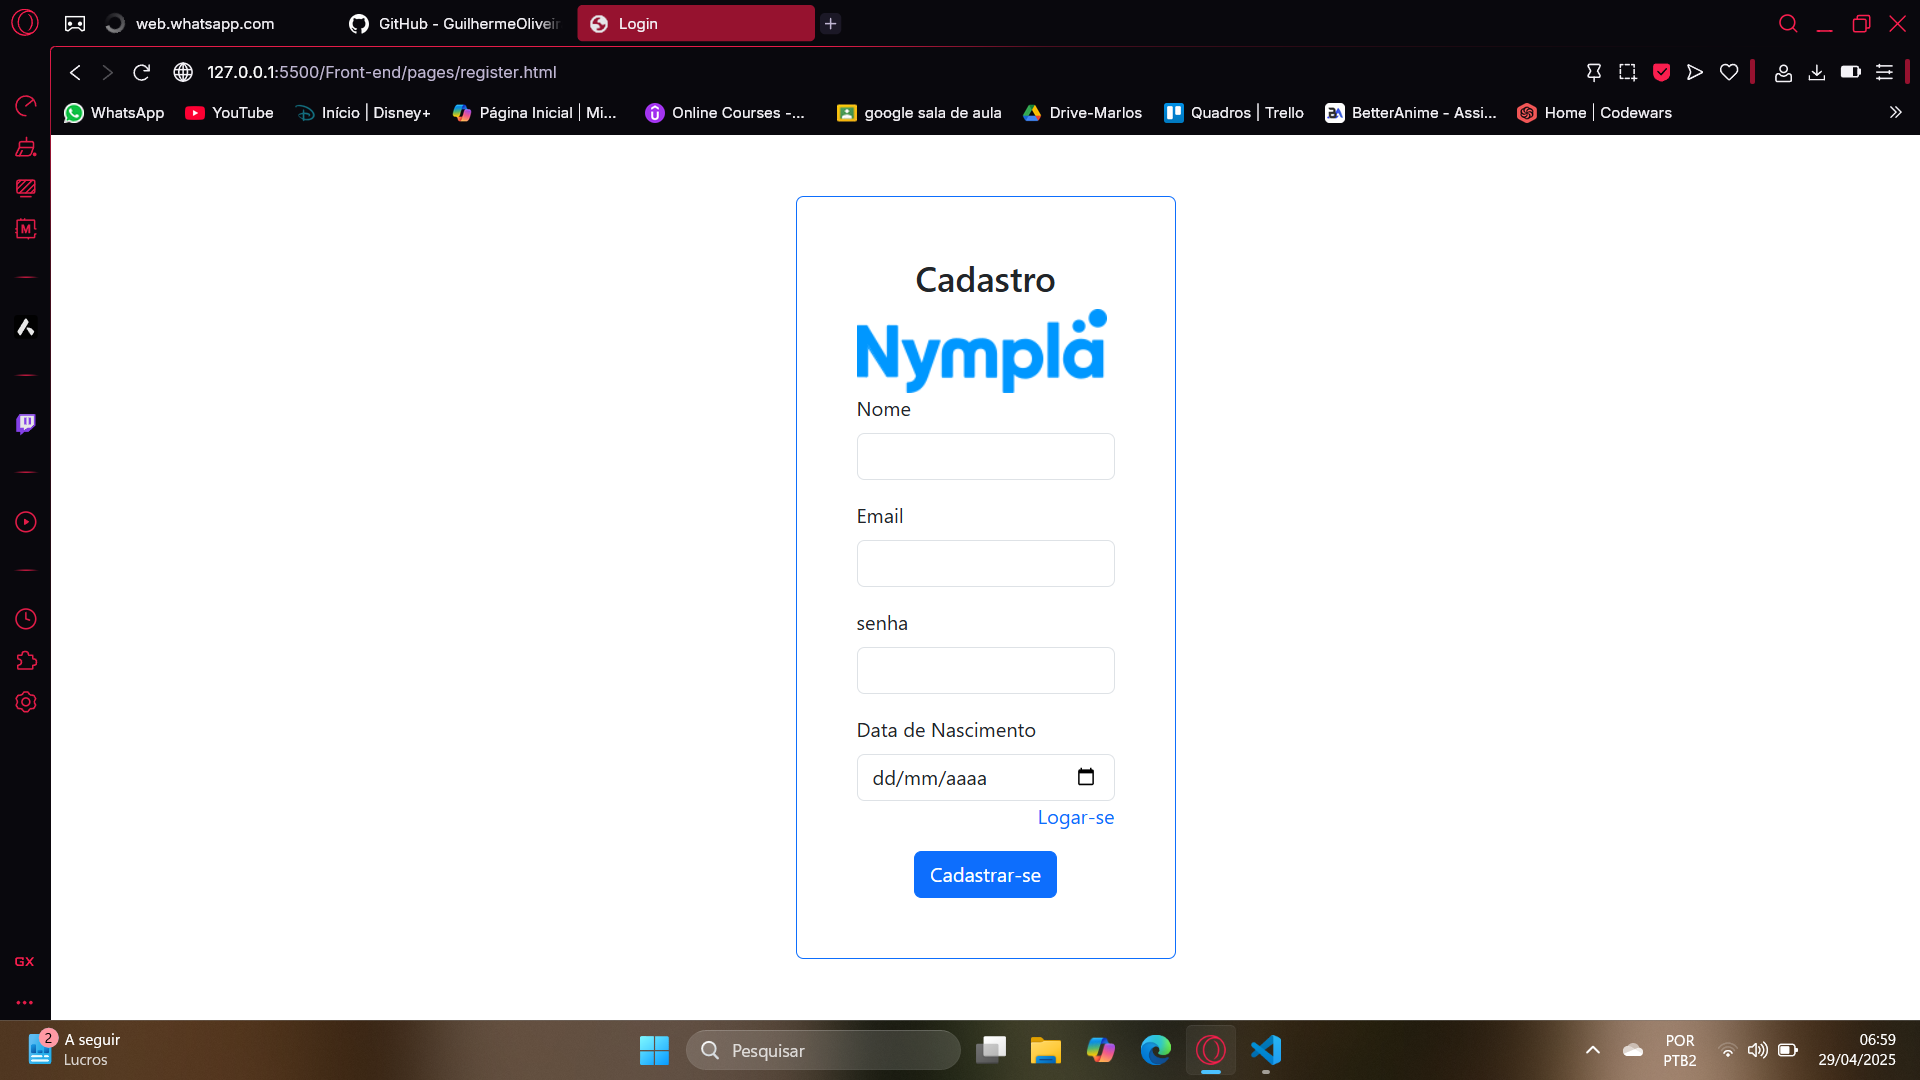 web.whatsapp.com
GitHub - GuilhermeOliveir
Login
127.0.0.1:5500/Front-end/pages/register.html
WhatsApp
YouTube
Início | Disney+
Página Inicial | Mi...
Online Courses -...
google sala de aula
Drive-Marlos
Quadros | Trello
BetterAnime - Assi...
Home | Codewars
Cadastro
Nympla
Nome
Email
senha
Data de Nascimento
dd/mm/aaaa
Logar-se
Cadastrar-se
M
GX
2
A seguir
Lucros
Pesquisar
POR
PTB2
06:59
29/04/2025